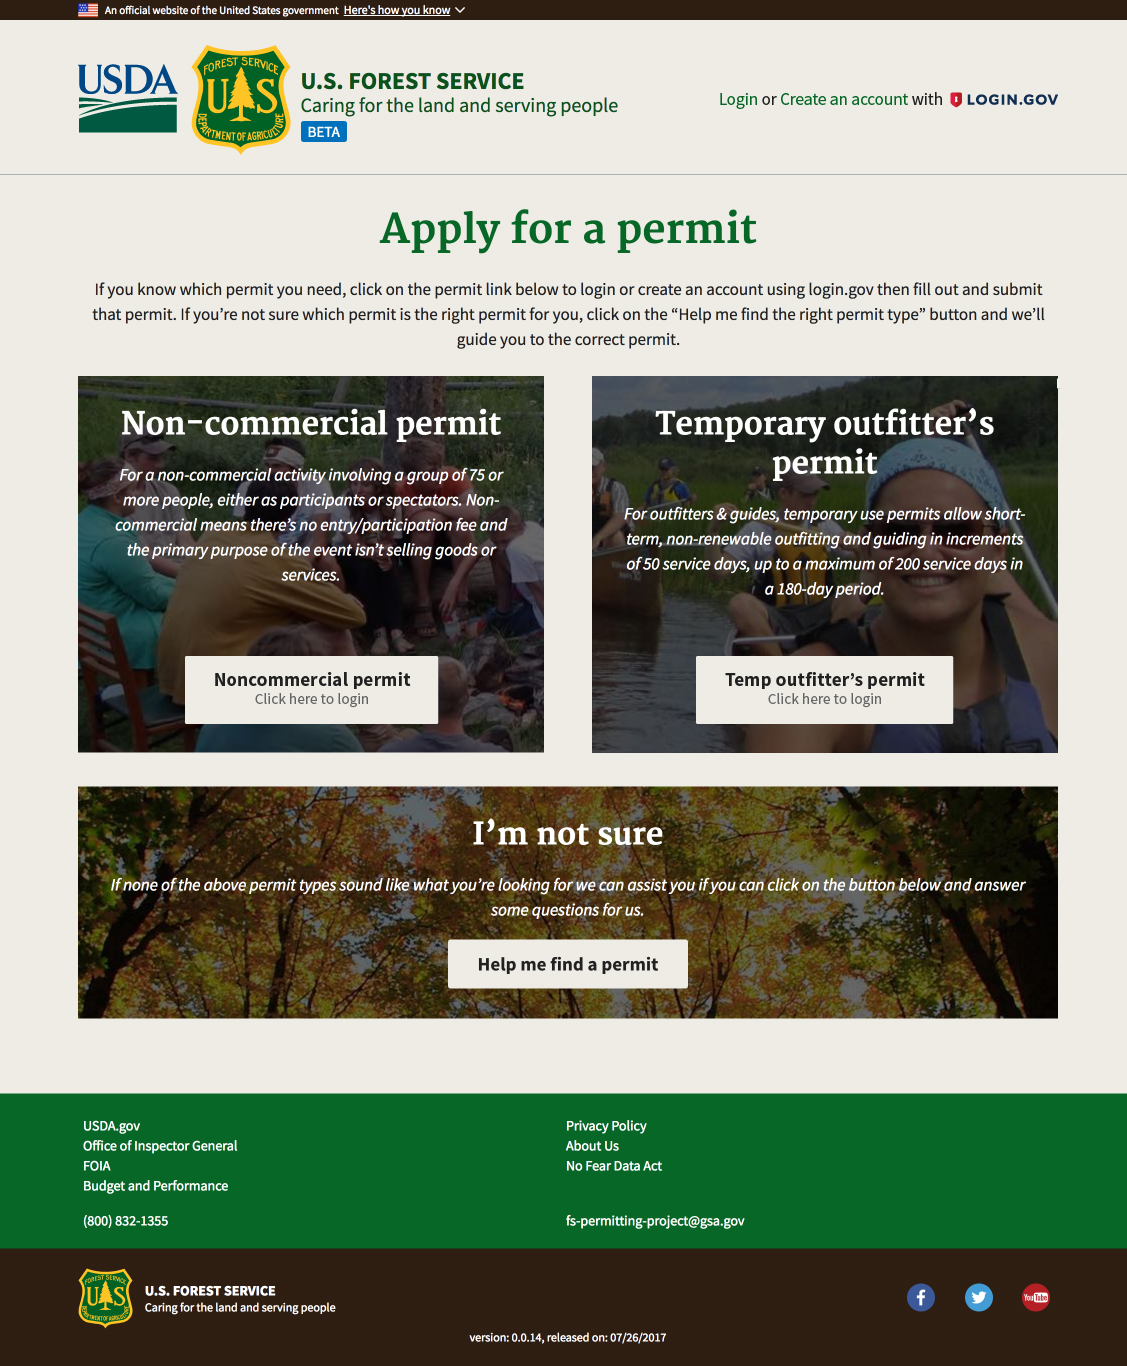 An official website of the United States government Here's how you know
USDA
FOREST SERVICE
U S
DEPARTMENT OF AGRICULTURE
U.S. FOREST SERVICE
Caring for the land and serving people
BETA
Login or Create an account with LOGIN.GOV
Apply for a permit
If you know which permit you need, click on the permit link below to login or create an account using login.gov then fill out and submit
that permit. If you’re not sure which permit is the right permit for you, click on the “Help me find the right permit type” button and we’ll
guide you to the correct permit.
Non-commercial permit
For a non-commercial activity involving a group of 75 or
more people, either as participants or spectators. Non-
commercial means there’s no entry/participation fee and
the primary purpose of the event isn’t selling goods or
services.
Noncommercial permit
Click here to login
Temporary outfitter’s
permit
For outfitters & guides, temporary use permits allow short-
term, non-renewable outfitting and guiding in increments
of 50 service days, up to a maximum of 200 service days in
a 180-day period.
Temp outfitter’s permit
Click here to login
I’m not sure
If none of the above permit types sound like what you’re looking for we can assist you if you can click on the button below and answer
some questions for us.
Help me find a permit
USDA.gov
Office of Inspector General
FOIA
Budget and Performance
(800) 832-1355
Privacy Policy
About Us
No Fear Data Act
fs-permitting-project@gsa.gov
FOREST SERVICE
U S
DEPARTMENT OF AGRICULTURE
U.S. FOREST SERVICE
Caring for the land and serving people
You Tube
version: 0.0.14, released on: 07/26/2017